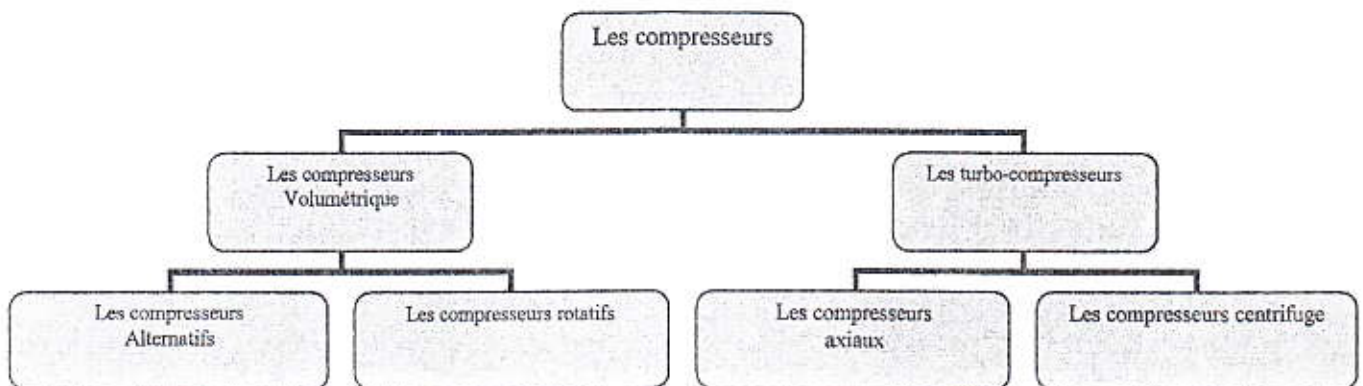 Les compresseurs
Les compresseurs
Volumétrique
Les turbo-compresseurs
Les compresseurs
Alternatifs
Les compresseurs rotatifs
Les compresseurs
axiaux
Les compresseurs centrifuge